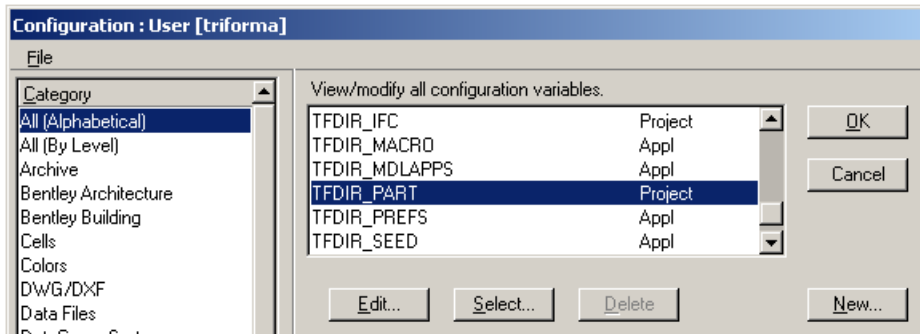 Configuration : User [triforma]
File
Category
All (Alphabetical)
All (By Level)
Archive
Bentley Architecture
Bentley Building
Cells
Colors
DWG/DXF
Data Files
View/modify all configuration variables.
TFDIR_IFC Project
TFDIR_MACRO Appl
TFDIR_MDLAPPS Appl
TFDIR_PART Project
TFDIR_PREFS Appl
TFDIR_SEED Appl
OK
Cancel
Edit... Select... Delete New...